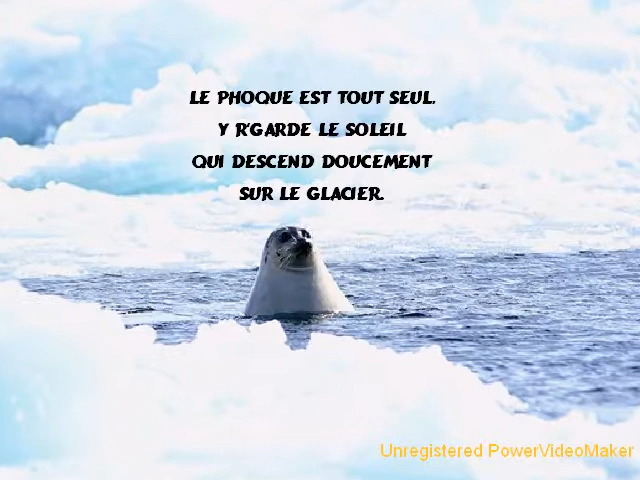 LE PHOQUE EST TOUT SEUL.
Y R'GARDE LE SOLEIL
QUI DESCEND DOUCEMENT
SUR LE GLACIER.
Unregistered PowerVideoMaker